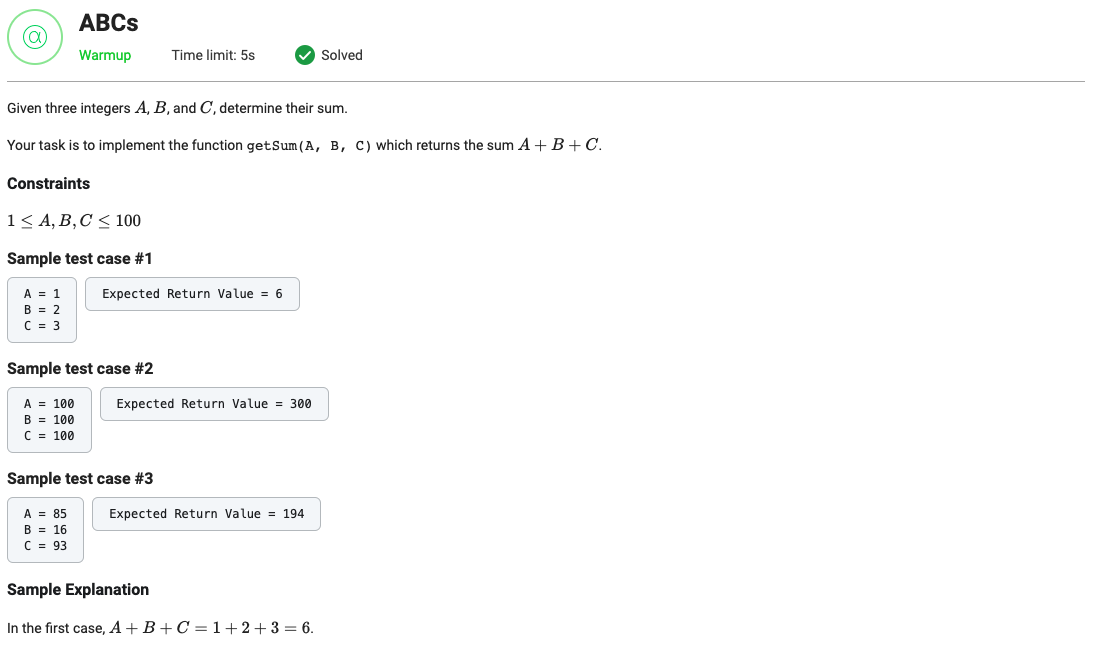 ABCs
Warmup Time limit: 5s Solved
Given three integers A, B, and C, determine their sum.
Your task is to implement the function getSum(A, B, C) which returns the sum A + B + C.
Constraints
1 ≤ A, B, C ≤ 100
Sample test case #1
A = 1
B = 2
C = 3
Expected Return Value = 6
Sample test case #2
A = 100
B = 100
C = 100
Expected Return Value = 300
Sample test case #3
A = 85
B = 16
C = 93
Expected Return Value = 194
Sample Explanation
In the first case, A + B + C = 1 + 2 + 3 = 6.